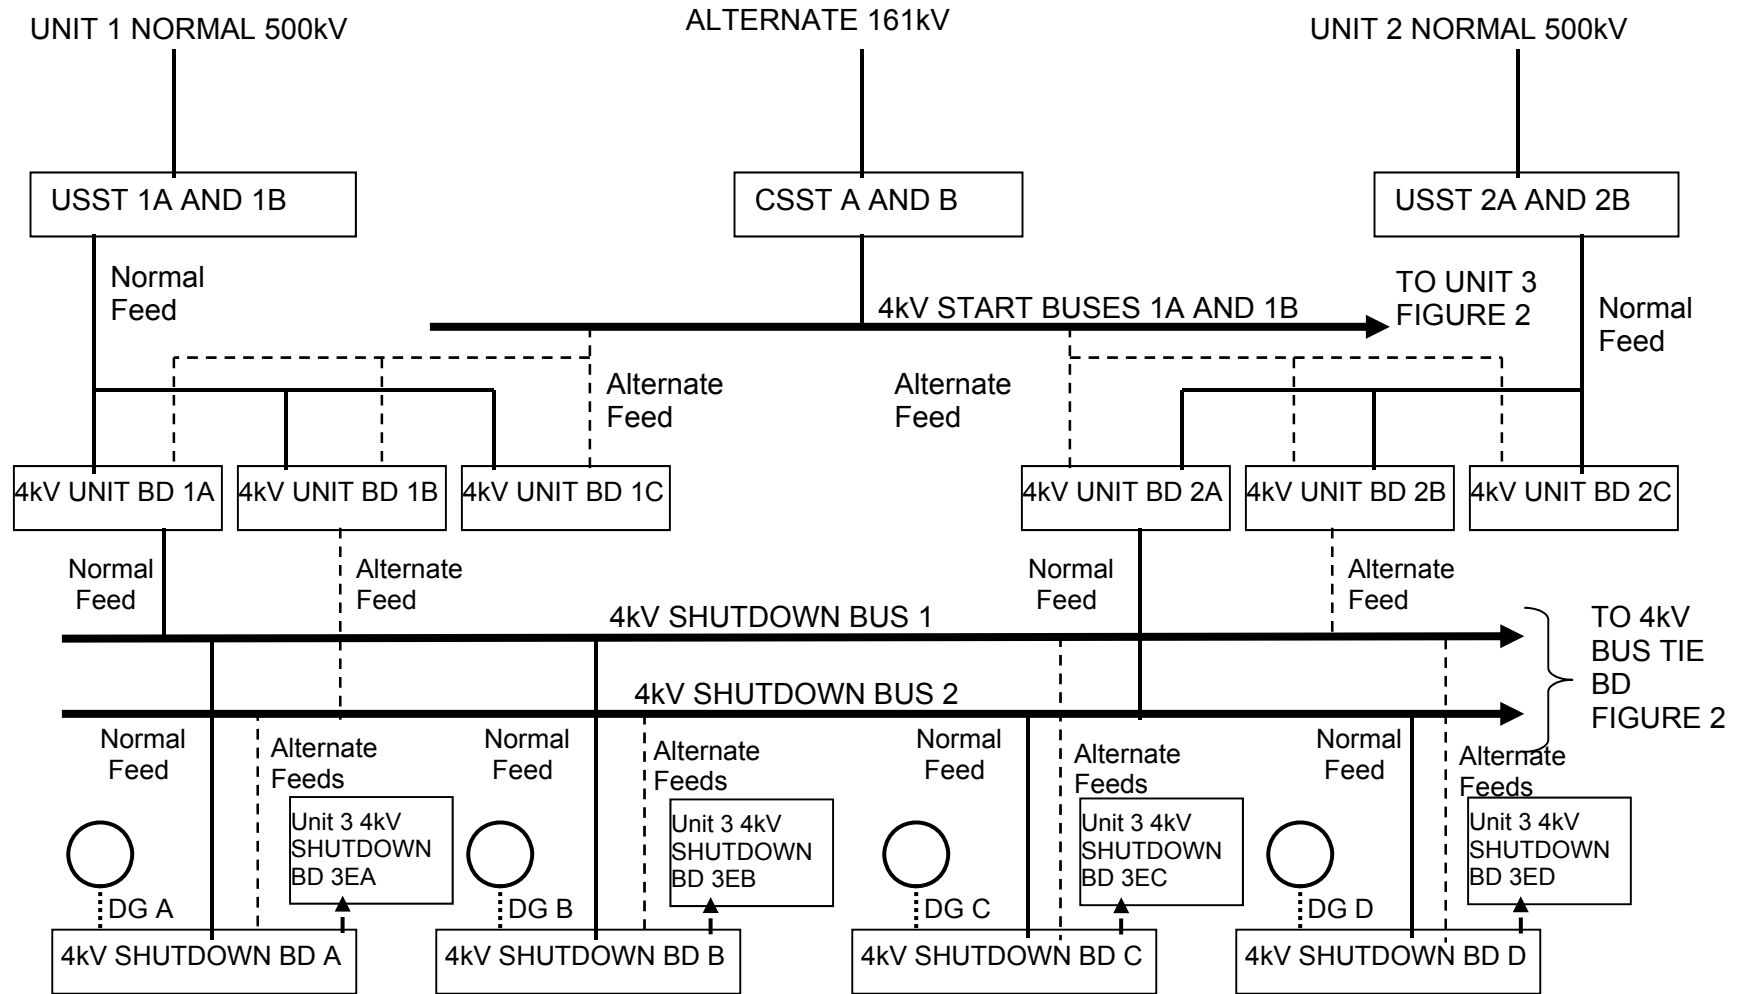 UNIT 1 NORMAL 500kV
ALTERNATE 161kV
UNIT 2 NORMAL 500kV
USST 1A AND 1B
CSST A AND B
USST 2A AND 2B
Normal
Feed
4kV START BUSES 1A AND 1B
TO UNIT 3
FIGURE 2
Normal
Feed
Alternate
Feed
Alternate
Feed
4kV UNIT BD 1A
4kV UNIT BD 1B
4kV UNIT BD 1C
4kV UNIT BD 2A
4kV UNIT BD 2B
4kV UNIT BD 2C
Normal
Feed
Alternate
Feed
Normal
Feed
Alternate
Feed
4kV SHUTDOWN BUS 1
TO 4kV
BUS TIE
BD
FIGURE 2
4kV SHUTDOWN BUS 2
Normal
Feed
Alternate
Feeds
Normal
Feed
Alternate
Feeds
Normal
Feed
Alternate
Feeds
Normal
Feed
Alternate
Feeds
Unit 3 4kV
SHUTDOWN
BD 3EA
Unit 3 4kV
SHUTDOWN
BD 3EB
Unit 3 4kV
SHUTDOWN
BD 3EC
Unit 3 4kV
SHUTDOWN
BD 3ED
DG A
DG B
DG C
DG D
4kV SHUTDOWN BD A
4kV SHUTDOWN BD B
4kV SHUTDOWN BD C
4kV SHUTDOWN BD D